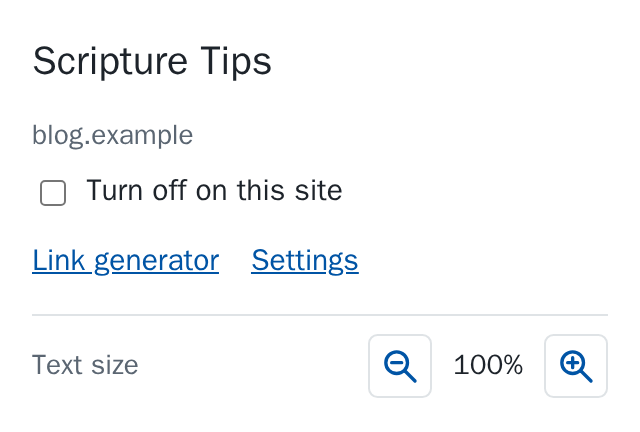 Scripture Tips
blog.example
Turn off on this site
Link generator Settings
Text size 100%